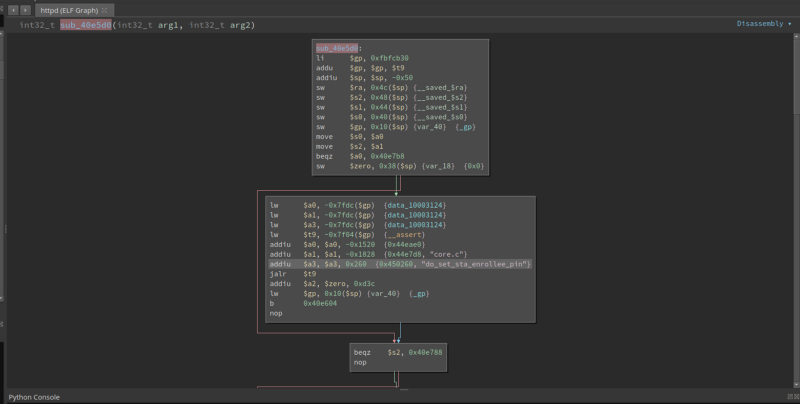 httpd (ELF Graph)
int32_t sub_40e5d0(int32_t arg1, int32_t arg2)
Disassembly
sub_40e5d0:
li $gp, 0xfbfcb30
addu $gp, $gp, $t9
addiu $sp, $sp, -0x50
sw $ra, 0x4c($sp) {__saved_$ra}
sw $s2, 0x48($sp) {__saved_$s2}
sw $s1, 0x44($sp) {__saved_$s1}
sw $s0, 0x40($sp) {__saved_$s0}
sw $gp, 0x10($sp) {var_40} {_gp}
move $s0, $a0
move $s2, $a1
beqz $a0, 0x40e7b8
sw $zero, 0x38($sp) {var_18} {0x0}
lw $a0, -0x7fdc($gp) {data_10003124}
lw $a1, -0x7fdc($gp) {data_10003124}
lw $a3, -0x7fdc($gp) {data_10003124}
lw $t9, -0x7f04($gp) {__assert}
addiu $a0, $a0, -0x1520 {0x44eae0}
addiu $a1, $a1, -0x1828 {0x44e7d8, "core.c"}
addiu $a3, $a3, 0x260 {0x450260, "do_set_sta_enrollee_pin"}
jalr $t9
addiu $a2, $zero, 0xd3c
lw $gp, 0x10($sp) {var_40} {_gp}
b 0x40e604
nop
beqz $s2, 0x40e788
nop
Python Console